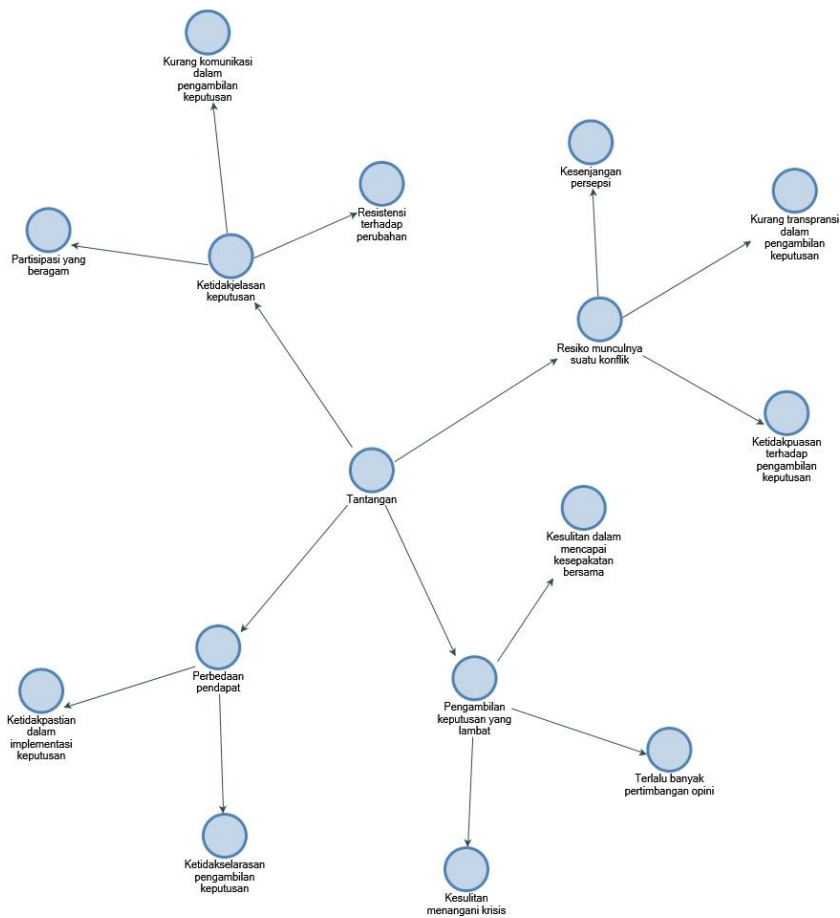 Kurang komunikasi
dalam
pengambilan
keputusan
Kesenjangan
persepsi
Resistensi
terhadap
perubahan
Kurang transpransi
dalam
pengambilan
keputusan
Partisipasi yang
beragam
Ketidakjelasan
keputusan
Resiko munculnya
suatu konflik
Ketidakpuasan
terhadap
pengambilan
keputusan
Tantangan
Kesulitan dalam
mencapai
kesepakatan
bersama
Perbedaan
pendapat
Pengambilan
keputusan yang
lambat
Ketidakpastian
dalam
implementasi
keputusan
Terlalu banyak
pertimbangan opini
Ketidakselarasan
pengambilan
keputusan
Kesulitan
menangani krisis